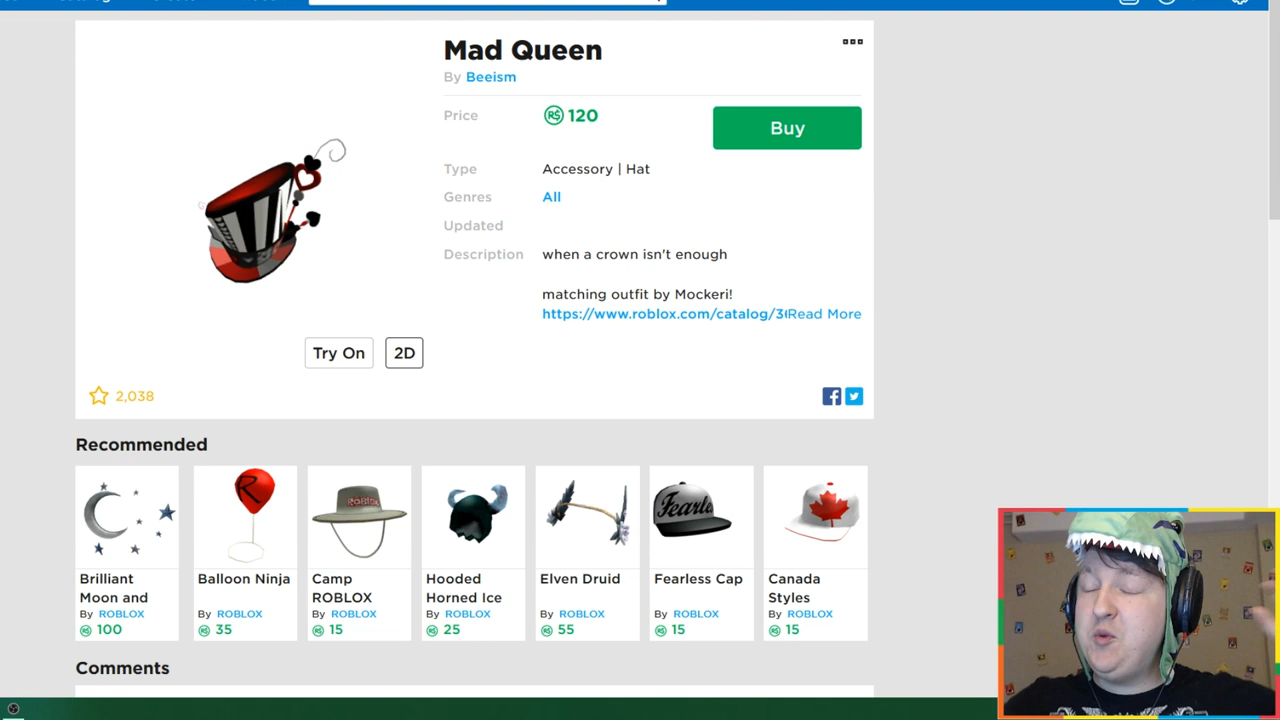 Mad Queen
By Beeism
Price
R$ 120
Buy
Type
Accessory | Hat
Genres
All
Updated
Description
when a crown isn't enough
matching outfit by Mockeri!
https://www.roblox.com/catalog/3 Read More
Try On
2D
2,038
Recommended
Brilliant Moon and
By ROBLOX
R$ 100
Balloon Ninja
By ROBLOX
R$ 35
ROBLOX
Camp ROBLOX
By ROBLOX
R$ 15
Hooded Horned Ice
By ROBLOX
R$ 25
Elven Druid
By ROBLOX
R$ 55
Fearless
Fearless Cap
By ROBLOX
R$ 15
Canada Styles
By ROBLOX
R$ 15
Comments